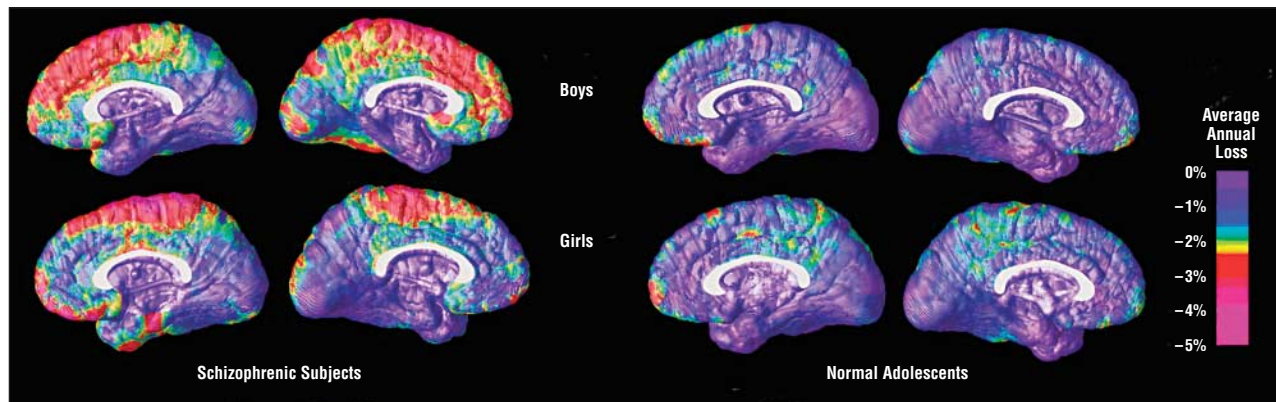 Boys
Girls
Schizophrenic Subjects
Normal Adolescents
Average
Annual
Loss
0%
−1%
−2%
−3%
−4%
−5%